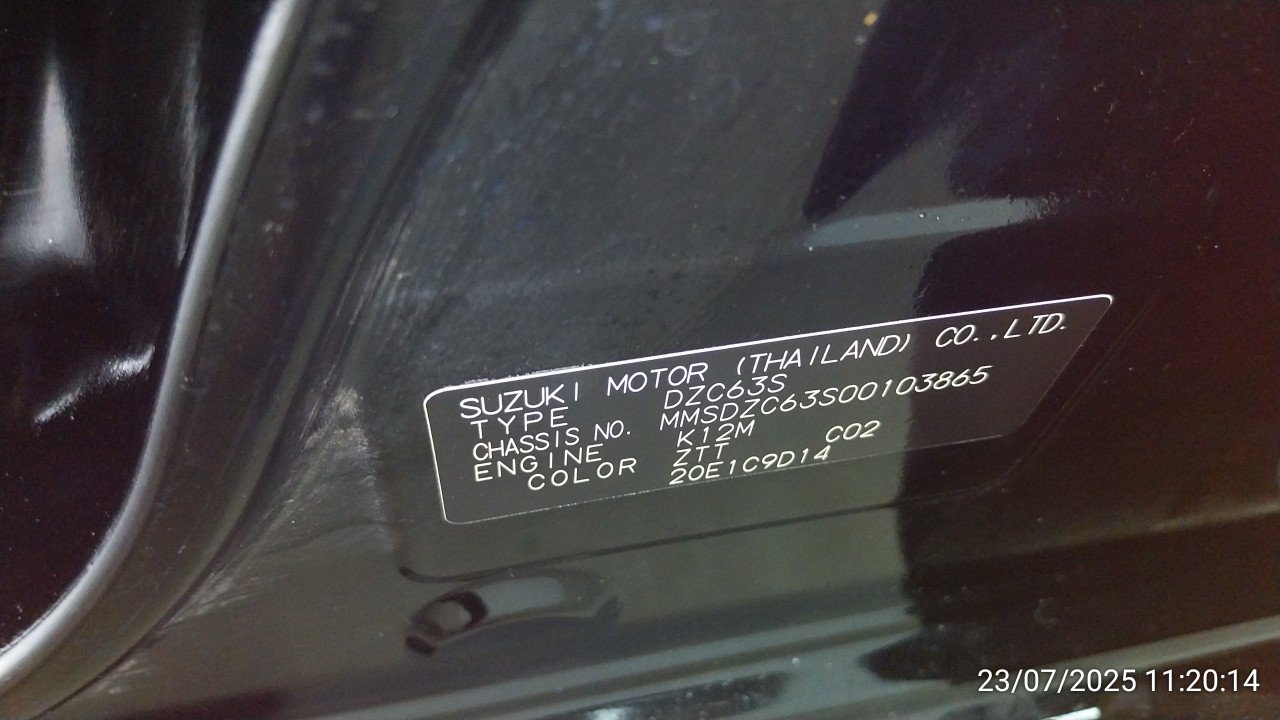 SUZUKI MOTOR (THAILAND) CO.,LTD.
TYPE DZC63S
CHASSIS NO. MMSDZC63S00103865
ENGINE K12M
COLOR ZTT CO2
20E1C9D14
23/07/2025 11:20:14